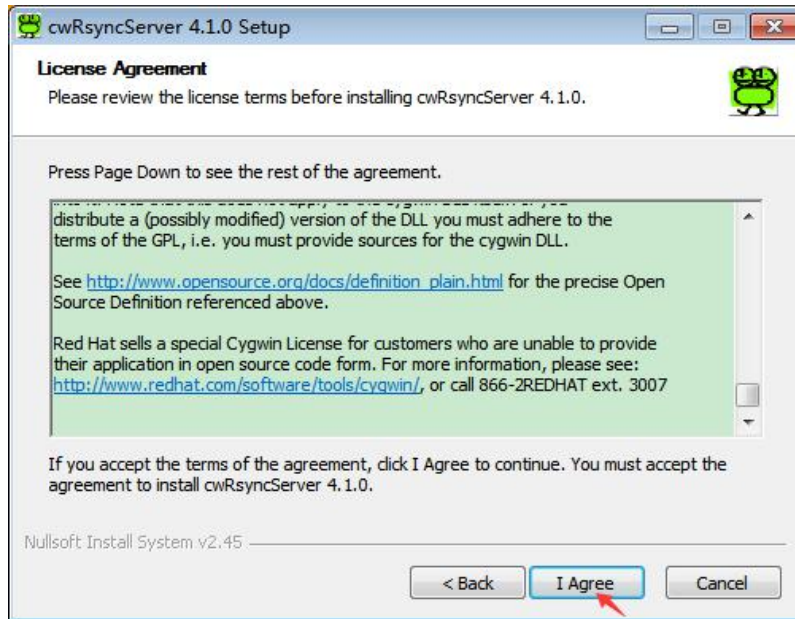 cwRsyncServer 4.1.0 Setup
License Agreement
Please review the license terms before installing cwRsyncServer 4.1.0.
Press Page Down to see the rest of the agreement.
distribute a (possibly modified) version of the DLL you must adhere to the
terms of the GPL, i.e. you must provide sources for the cygwin DLL.
See http://www.opensource.org/docs/definition_plain.html for the precise Open
Source Definition referenced above.
Red Hat sells a special Cygwin License for customers who are unable to provide
their application in open source code form. For more information, please see:
http://www.redhat.com/software/tools/cygwin/, or call 866-2REDHAT ext. 3007
If you accept the terms of the agreement, click I Agree to continue. You must accept the
agreement to install cwRsyncServer 4.1.0.
Nullsoft Install System v2.45
< Back
I Agree
Cancel